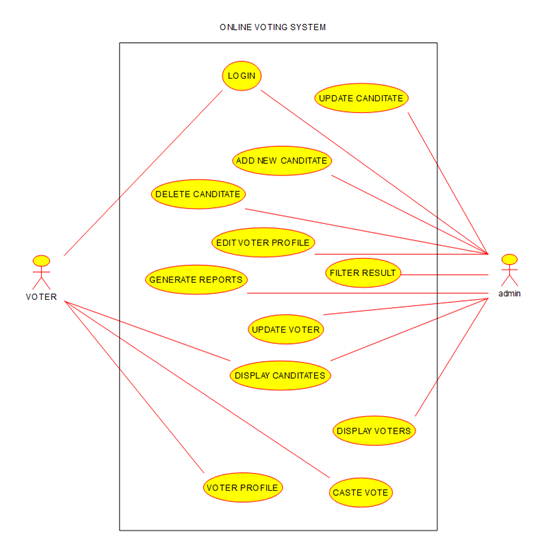 ONLINE VOTING SYSTEM
LOGIN
UPDATE CANDITATE
ADD NEW CANDITATE
DELETE CANDITATE
EDIT VOTER PROFILE
FILTER RESULT
GENERATE REPORTS
VOTER
admin
UPDATE VOTER
DISPLAY CANDITATES
DISPLAY VOTERS
VOTER PROFILE
CASTE VOTE